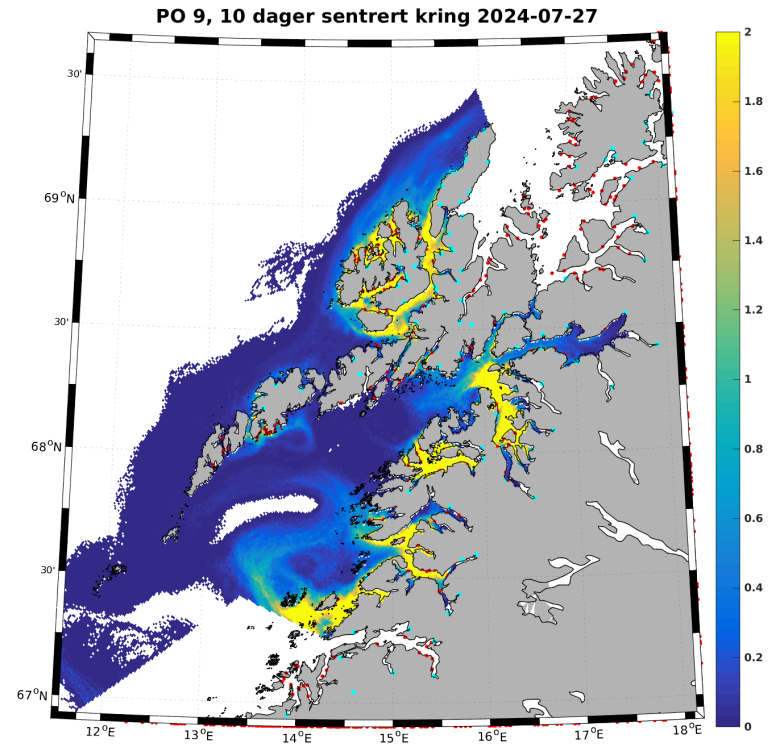 PO 9, 10 dager sentrert kring 2024-07-27
30'
69°N
30'
68°N
30'
67°N
12°E
13°E
14°E
15°E
16°E
17°E
18°E
2
1.8
1.6
1.4
1.2
1
0.8
0.6
0.4
0.2
0